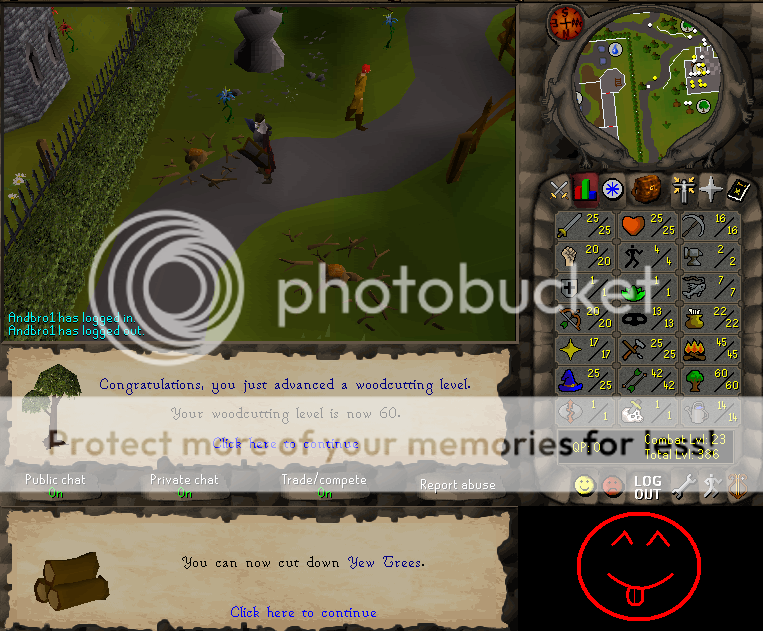 S
E
W
N
25/25 25/25 16/16
20/20 4/4 2/2
1/1 1/1 7/7
20/20 13/13 22/22
17/17 25/25 45/45
25/25 42/42 60/60
1/1 1/1 14/14
QP: 0
Combat Lvl: 23
Total Lvl: 386
LOG
OUT
photobucket
Andbro1 has logged in.
Andbro1 has logged out.
Congratulations, you just advanced a woodcutting level.
Your woodcutting level is now 60.
Click here to continue
Protect more of your memories for less!
Public chat
On
Private chat
On
Trade/compete
On
Report abuse
You can now cut down Yew Trees.
Click here to continue